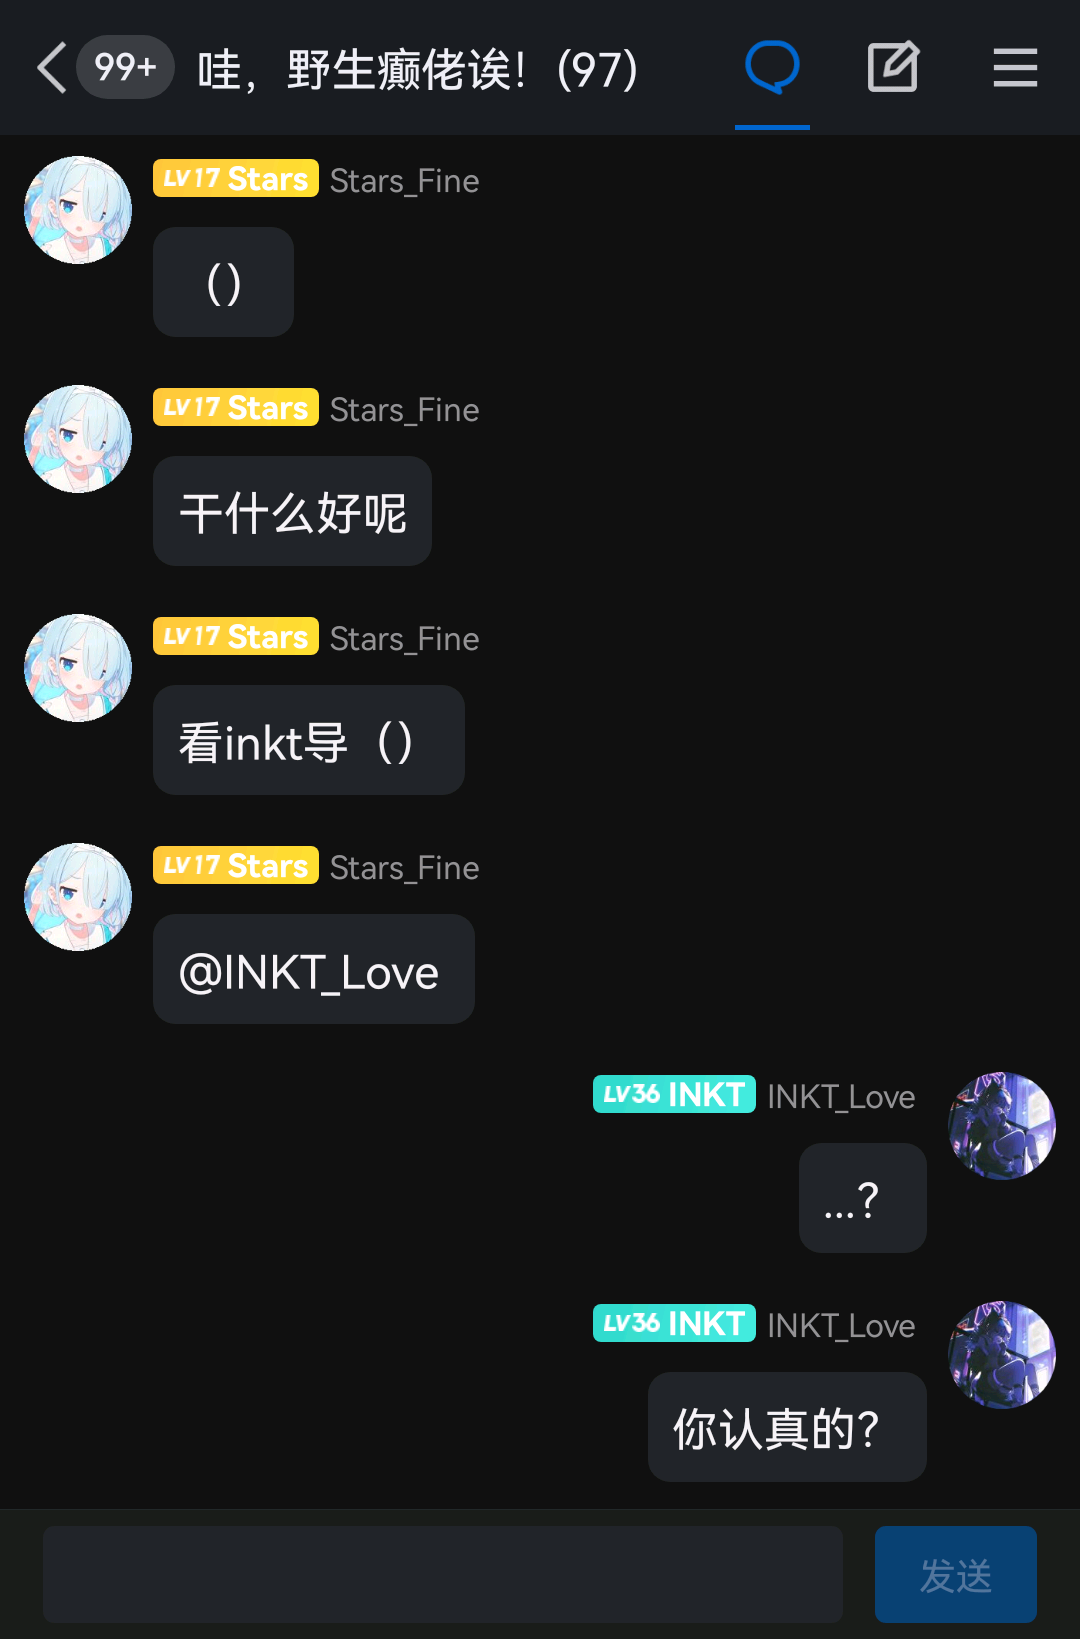 99+ 哇，野生癫佬诶！(97)
LV17 Stars Stars_Fine
（）
LV17 Stars Stars_Fine
干什么好呢
LV17 Stars Stars_Fine
看inkt导（）
LV17 Stars Stars_Fine
@INKT_Love
LV36 INKT INKT_Love
...？
LV36 INKT INKT_Love
你认真的？
发送